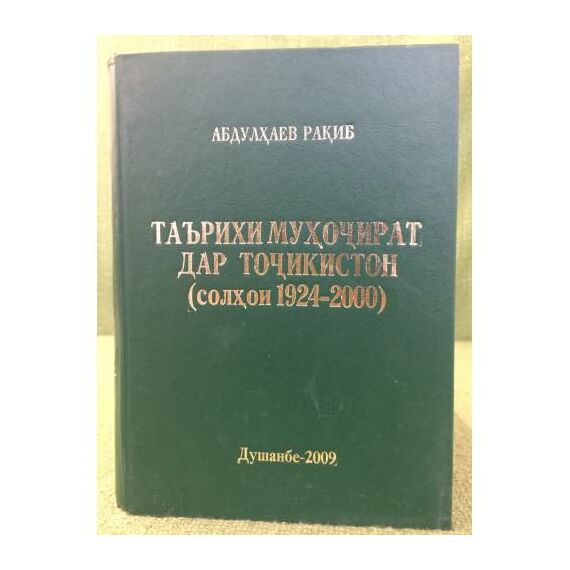 АБДУЛҲАЕВ РАҚИБ
ТАЪРИХИ МУҲОҶИРАТ
ДАР ТОҶИКИСТОН
(солҳои 1924-2000)
Душанбе-2009